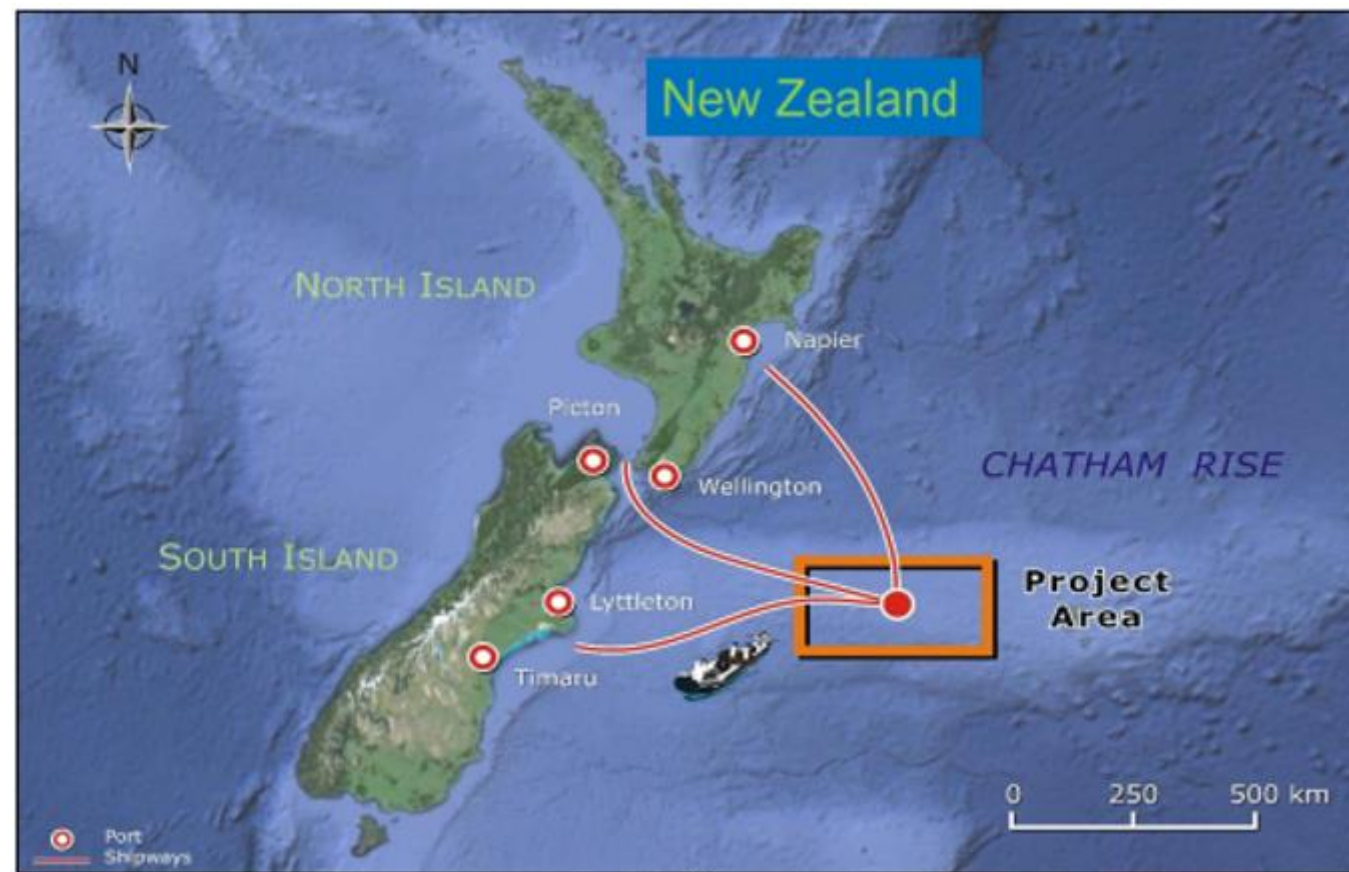 N
New Zealand
NORTH ISLAND
Napier
Picton
CHATHAM RISE
Wellington
SOUTH ISLAND
Project
Area
Lyttleton
Timaru
0 250 500 km
Port
Shipways